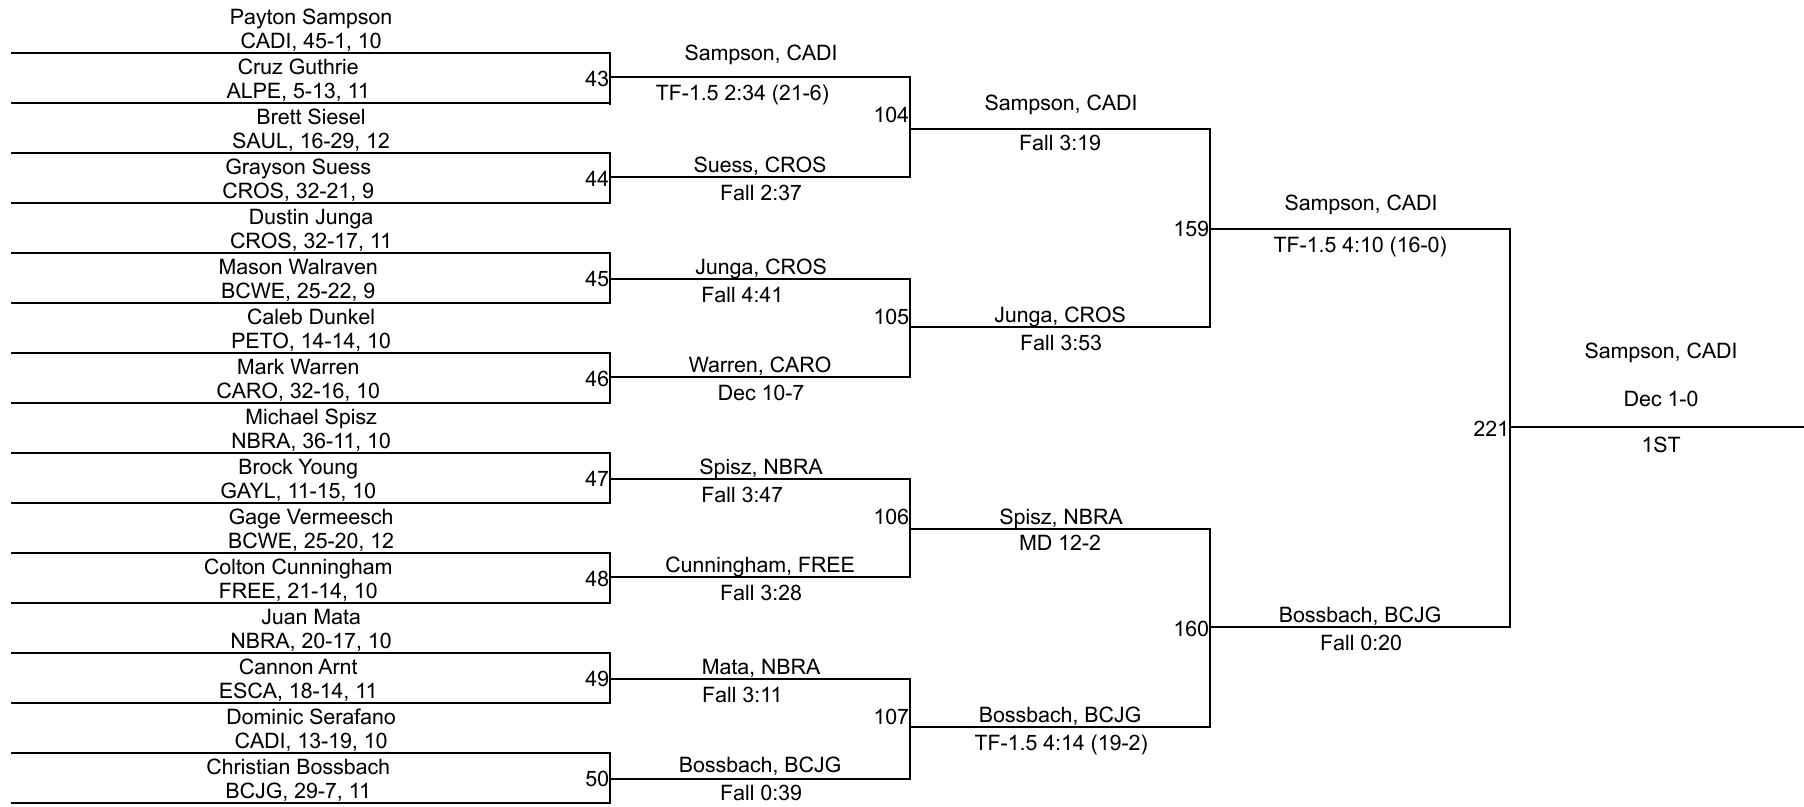 Payton Sampson
CADI, 45-1, 10
Cruz Guthrie
ALPE, 5-13, 11
Brett Siesel
SAUL, 16-29, 12
Grayson Suess
CROS, 32-21, 9
Dustin Junga
CROS, 32-17, 11
Mason Walraven
BCWE, 25-22, 9
Caleb Dunkel
PETO, 14-14, 10
Mark Warren
CARO, 32-16, 10
Michael Spisz
NBRA, 36-11, 10
Brock Young
GAYL, 11-15, 10
Gage Vermeesch
BCWE, 25-20, 12
Colton Cunningham
FREE, 21-14, 10
Juan Mata
NBRA, 20-17, 10
Cannon Arnt
ESCA, 18-14, 11
Dominic Serafano
CADI, 13-19, 10
Christian Bossbach
BCJG, 29-7, 11
43
44
45
46
47
48
49
50
Sampson, CADI
TF-1.5 2:34 (21-6)
Suess, CROS
Fall 2:37
Junga, CROS
Fall 4:41
Warren, CARO
Dec 10-7
Spisz, NBRA
Fall 3:47
Cunningham, FREE
Fall 3:28
Mata, NBRA
Fall 3:11
Bossbach, BCJG
Fall 0:39
104
105
106
107
Sampson, CADI
Fall 3:19
Junga, CROS
Fall 3:53
Spisz, NBRA
MD 12-2
Bossbach, BCJG
TF-1.5 4:14 (19-2)
159
160
Sampson, CADI
TF-1.5 4:10 (16-0)
Bossbach, BCJG
Fall 0:20
221
Sampson, CADI
Dec 1-0
1ST